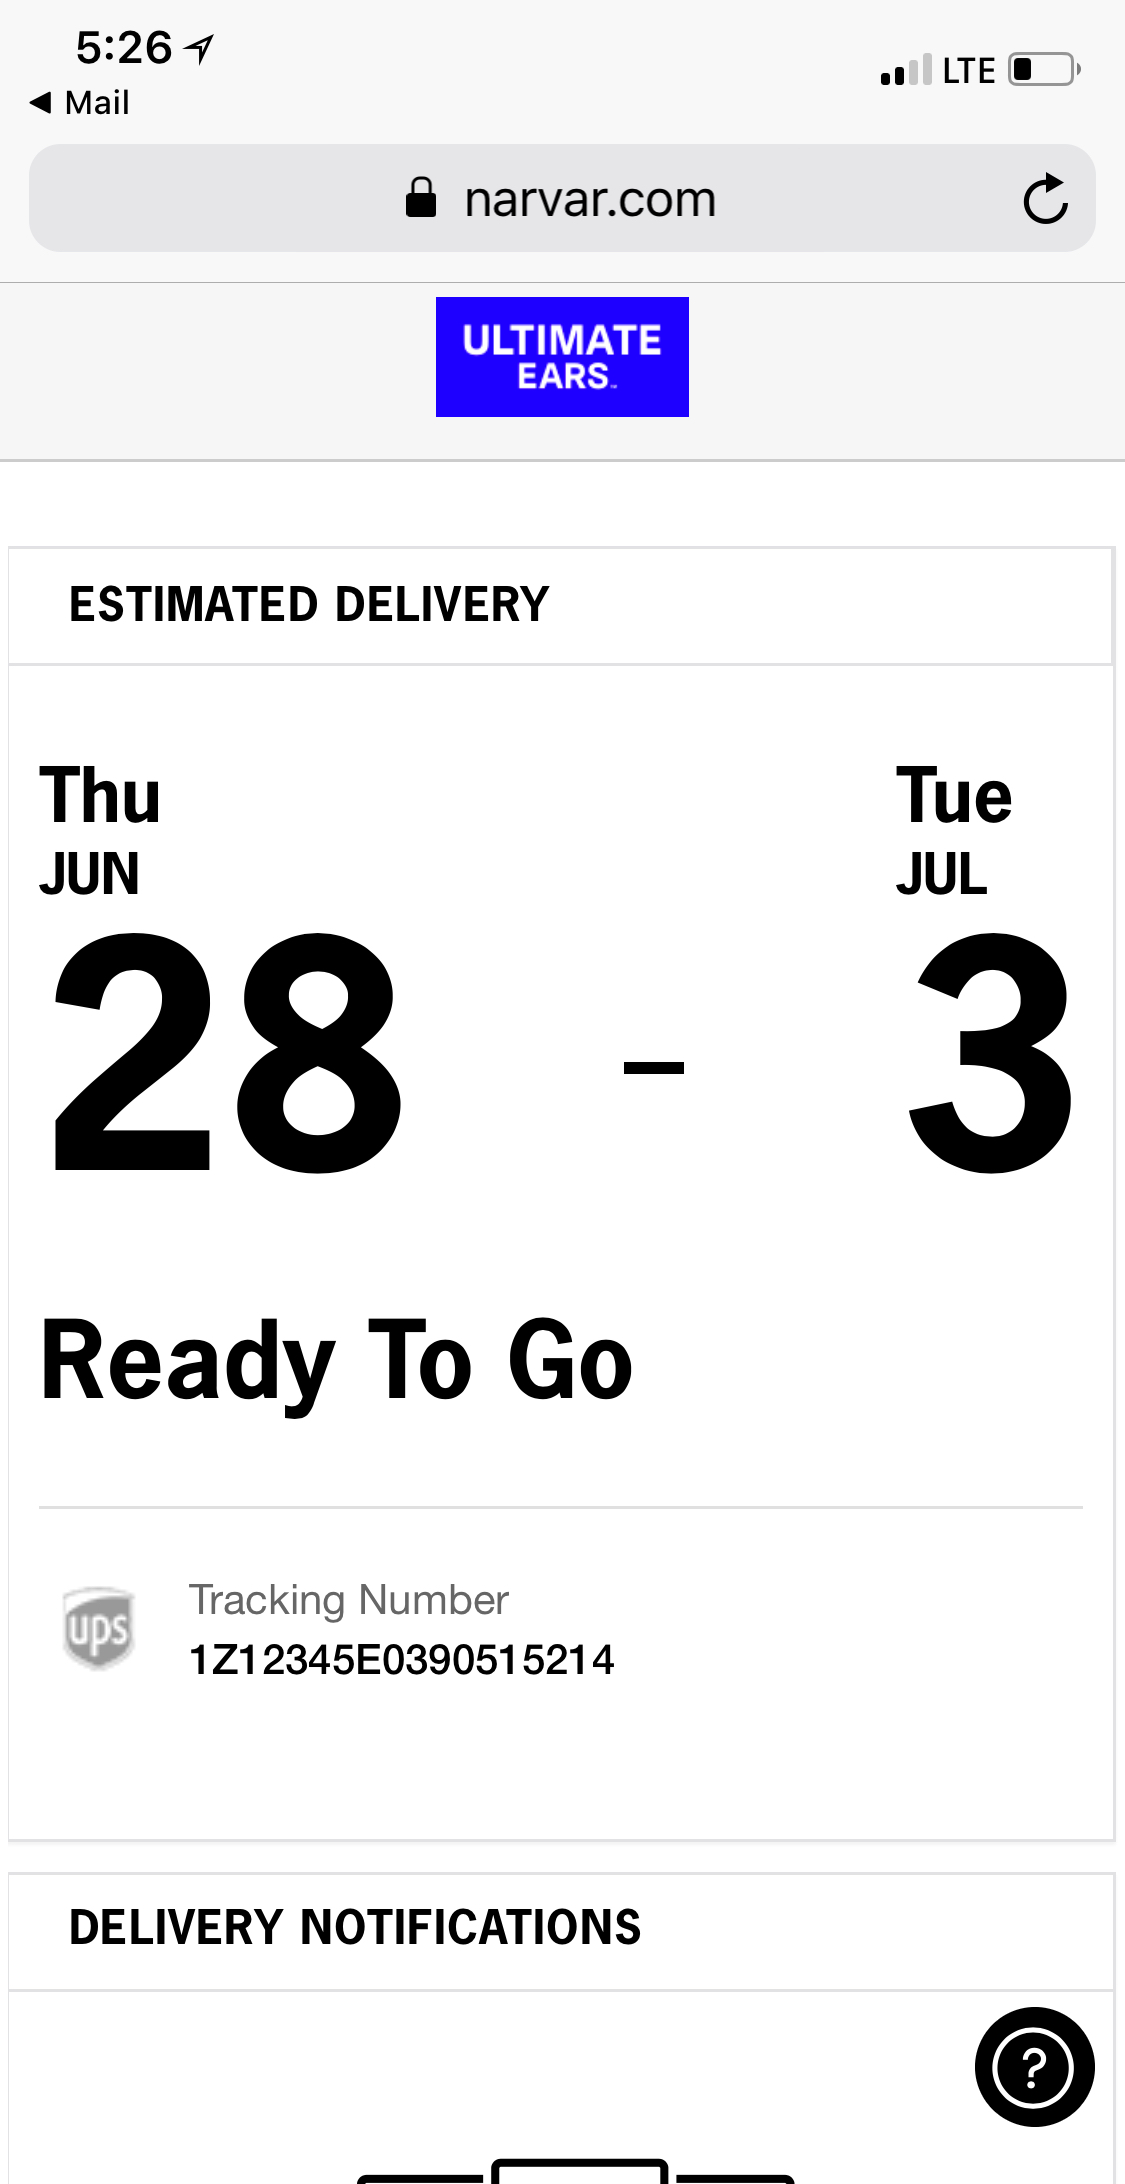 5:26
LTE
◀ Mail
narvar.com
ULTIMATE
EARS™
ESTIMATED DELIVERY
Thu
JUN
28
-
Tue
JUL
3
Ready To Go
ups
Tracking Number
1Z12345E0390515214
DELIVERY NOTIFICATIONS
?